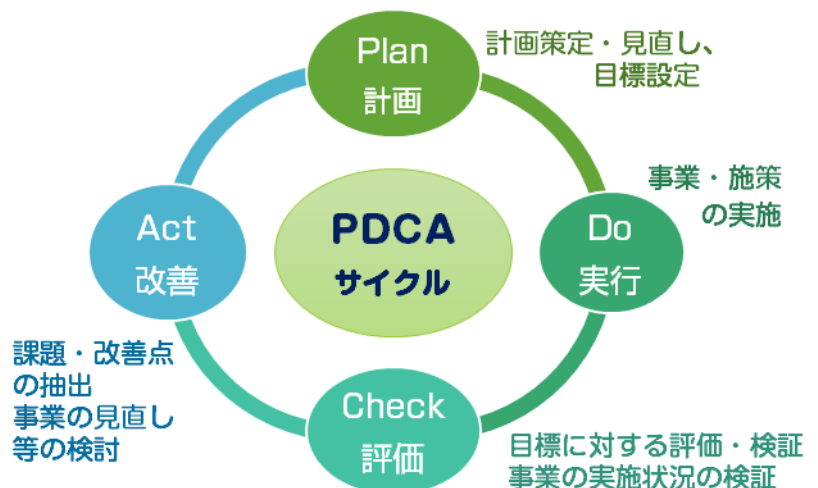 Plan
計画
計画策定・見直し、
目標設定
事業・施策
の実施
Do
実行
PDCA
サイクル
Act
改善
課題・改善点
の抽出
事業の見直し
等の検討
Check
評価
目標に対する評価・検証
事業の実施状況の検証